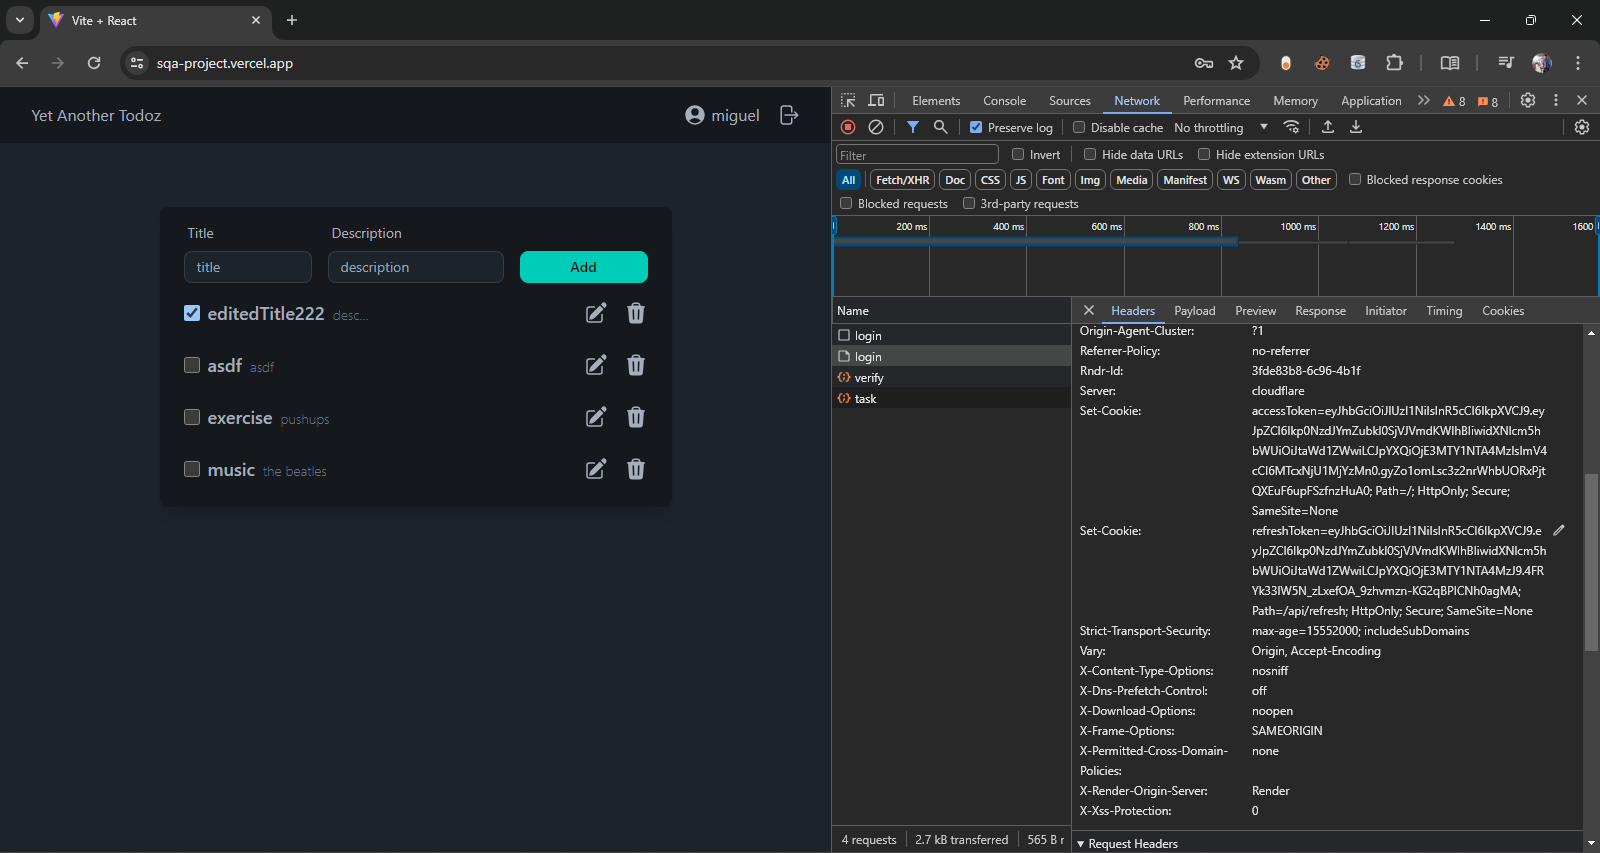 Vite + React
sqa-project.vercel.app
Yet Another Todoz
miguel
Title
Description
title
description
Add
editedTitle222 desc...
asdf asdf
exercise pushups
music the beatles
Elements
Console
Sources
Network
Performance
Memory
Application
8
8
Preserve log
Disable cache
No throttling
Filter
Invert
Hide data URLs
Hide extension URLs
All
Fetch/XHR
Doc
CSS
JS
Font
Img
Media
Manifest
WS
Wasm
Other
Blocked response cookies
Blocked requests
3rd-party requests
200 ms
400 ms
600 ms
800 ms
1000 ms
1200 ms
1400 ms
1600
Name
login
login
verify
task
4 requests
2.7 kB transferred
565 B r
Headers
Payload
Preview
Response
Initiator
Timing
Cookies
Origin-Agent-Cluster: ?1
Referrer-Policy: no-referrer
Rndr-Id: 3fde83b8-6c96-4b1f
Server: cloudflare
Set-Cookie:
Path=/; HttpOnly; Secure;
SameSite=None
Set-Cookie:
Path=/api/refresh; HttpOnly; Secure; SameSite=None
Strict-Transport-Security: max-age=15552000; includeSubDomains
Vary: Origin, Accept-Encoding
X-Content-Type-Options: nosniff
X-Dns-Prefetch-Control: off
X-Download-Options: noopen
X-Frame-Options: SAMEORIGIN
X-Permitted-Cross-Domain- none
Policies:
X-Render-Origin-Server: Render
X-Xss-Protection: 0
Request Headers